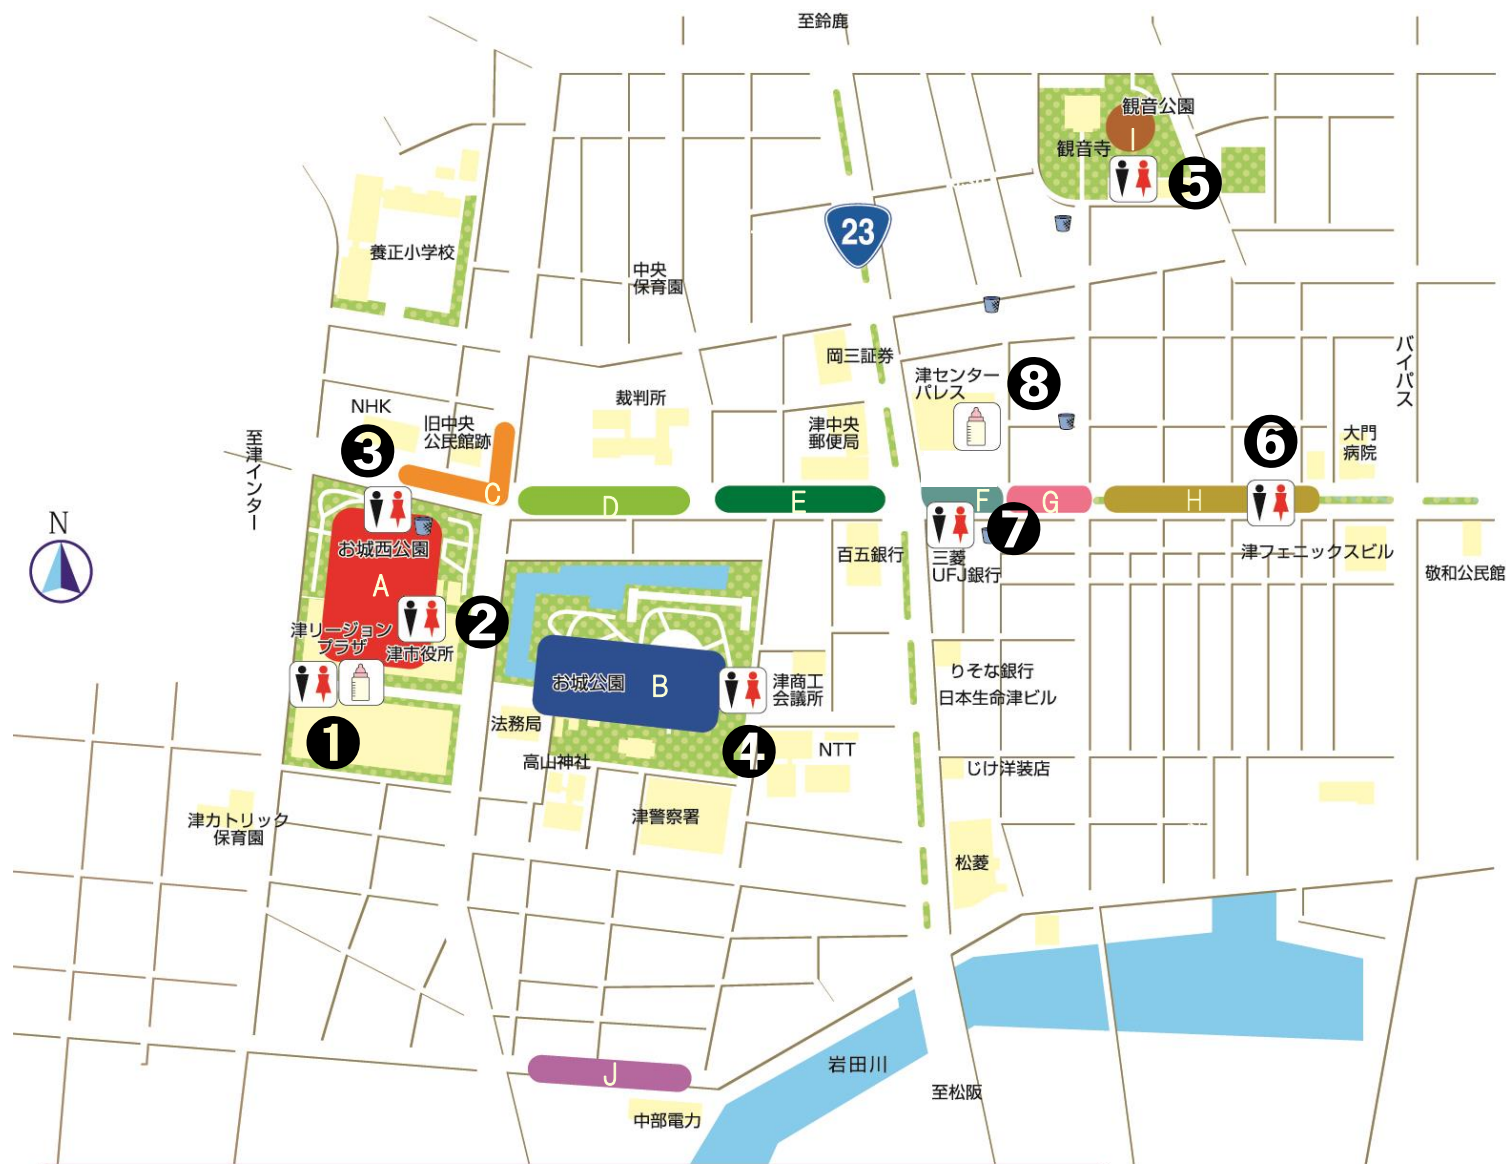 至鈴鹿
観音公園
I
観音寺
5
23
養正小学校
中央
保育園
岡三証券
バイパス
津センター
パレス
8
NHK
裁判所
旧中央
公民館跡
津中央
郵便局
6
大門
病院
至津インター
3
C
D
E
F
G
H
7
N
お城西公園
百五銀行
三菱
UFJ銀行
津フェニックスビル
敬和公民館
A
2
津リージョン
プラザ
津市役所
お城公園
B
津商工
会議所
りそな銀行
日本生命津ビル
法務局
1
4
NTT
高山神社
じけ洋装店
津カトリック
保育園
津警察署
松菱
岩田川
J
至松阪
中部電力